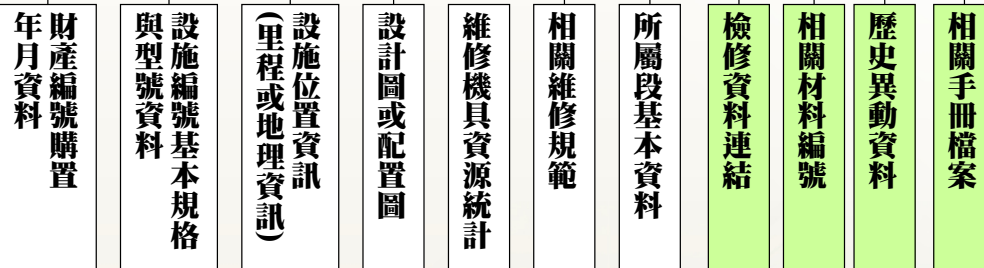 財產編號購置
年月資料
設施編號基本規格
與型號資料
設施位置資訊
(里程或地理資訊)
設計圖或配置圖
維修機具資源統計
相關維修規範
所屬段基本資料
檢修資料連結
相關材料編號
歷史異動資料
相關手冊檔案